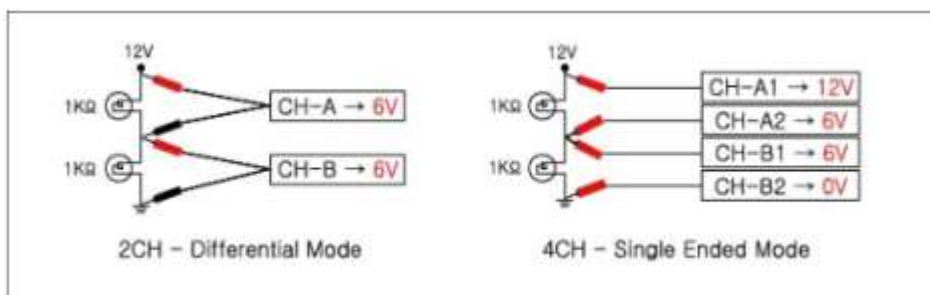 12V
1KΩ
1KΩ
CH-A → 6V
CH-B → 6V
2CH - Differential Mode
12V
1KΩ
1KΩ
CH-A1 → 12V
CH-A2 → 6V
CH-B1 → 6V
CH-B2 → 0V
4CH - Single Ended Mode